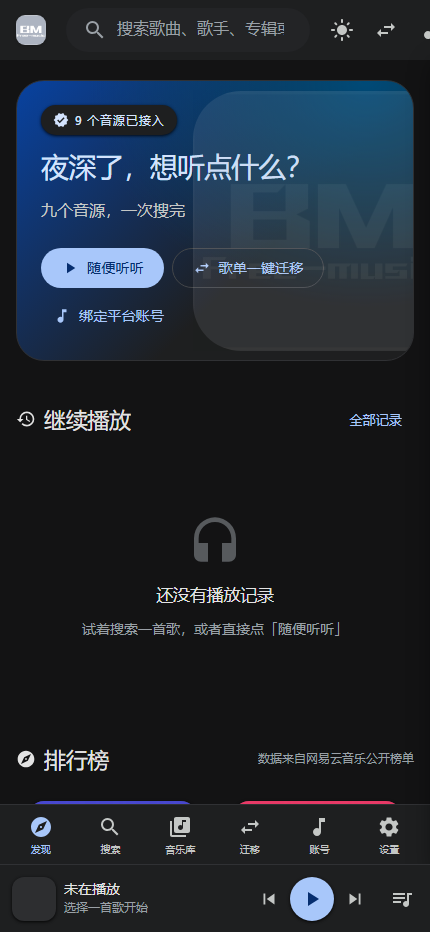 BM
搜索歌曲、歌手、专辑
9 个音源已接入
夜深了，想听点什么？
九个音源，一次搜完
BM
随便听听
歌单一键迁移
绑定平台账号
继续播放
全部记录
还没有播放记录
试着搜索一首歌，或者直接点「随便听听」
排行榜
数据来自网易云音乐公开榜单
发现
搜索
音乐库
迁移
账号
设置
未在播放
选择一首歌开始